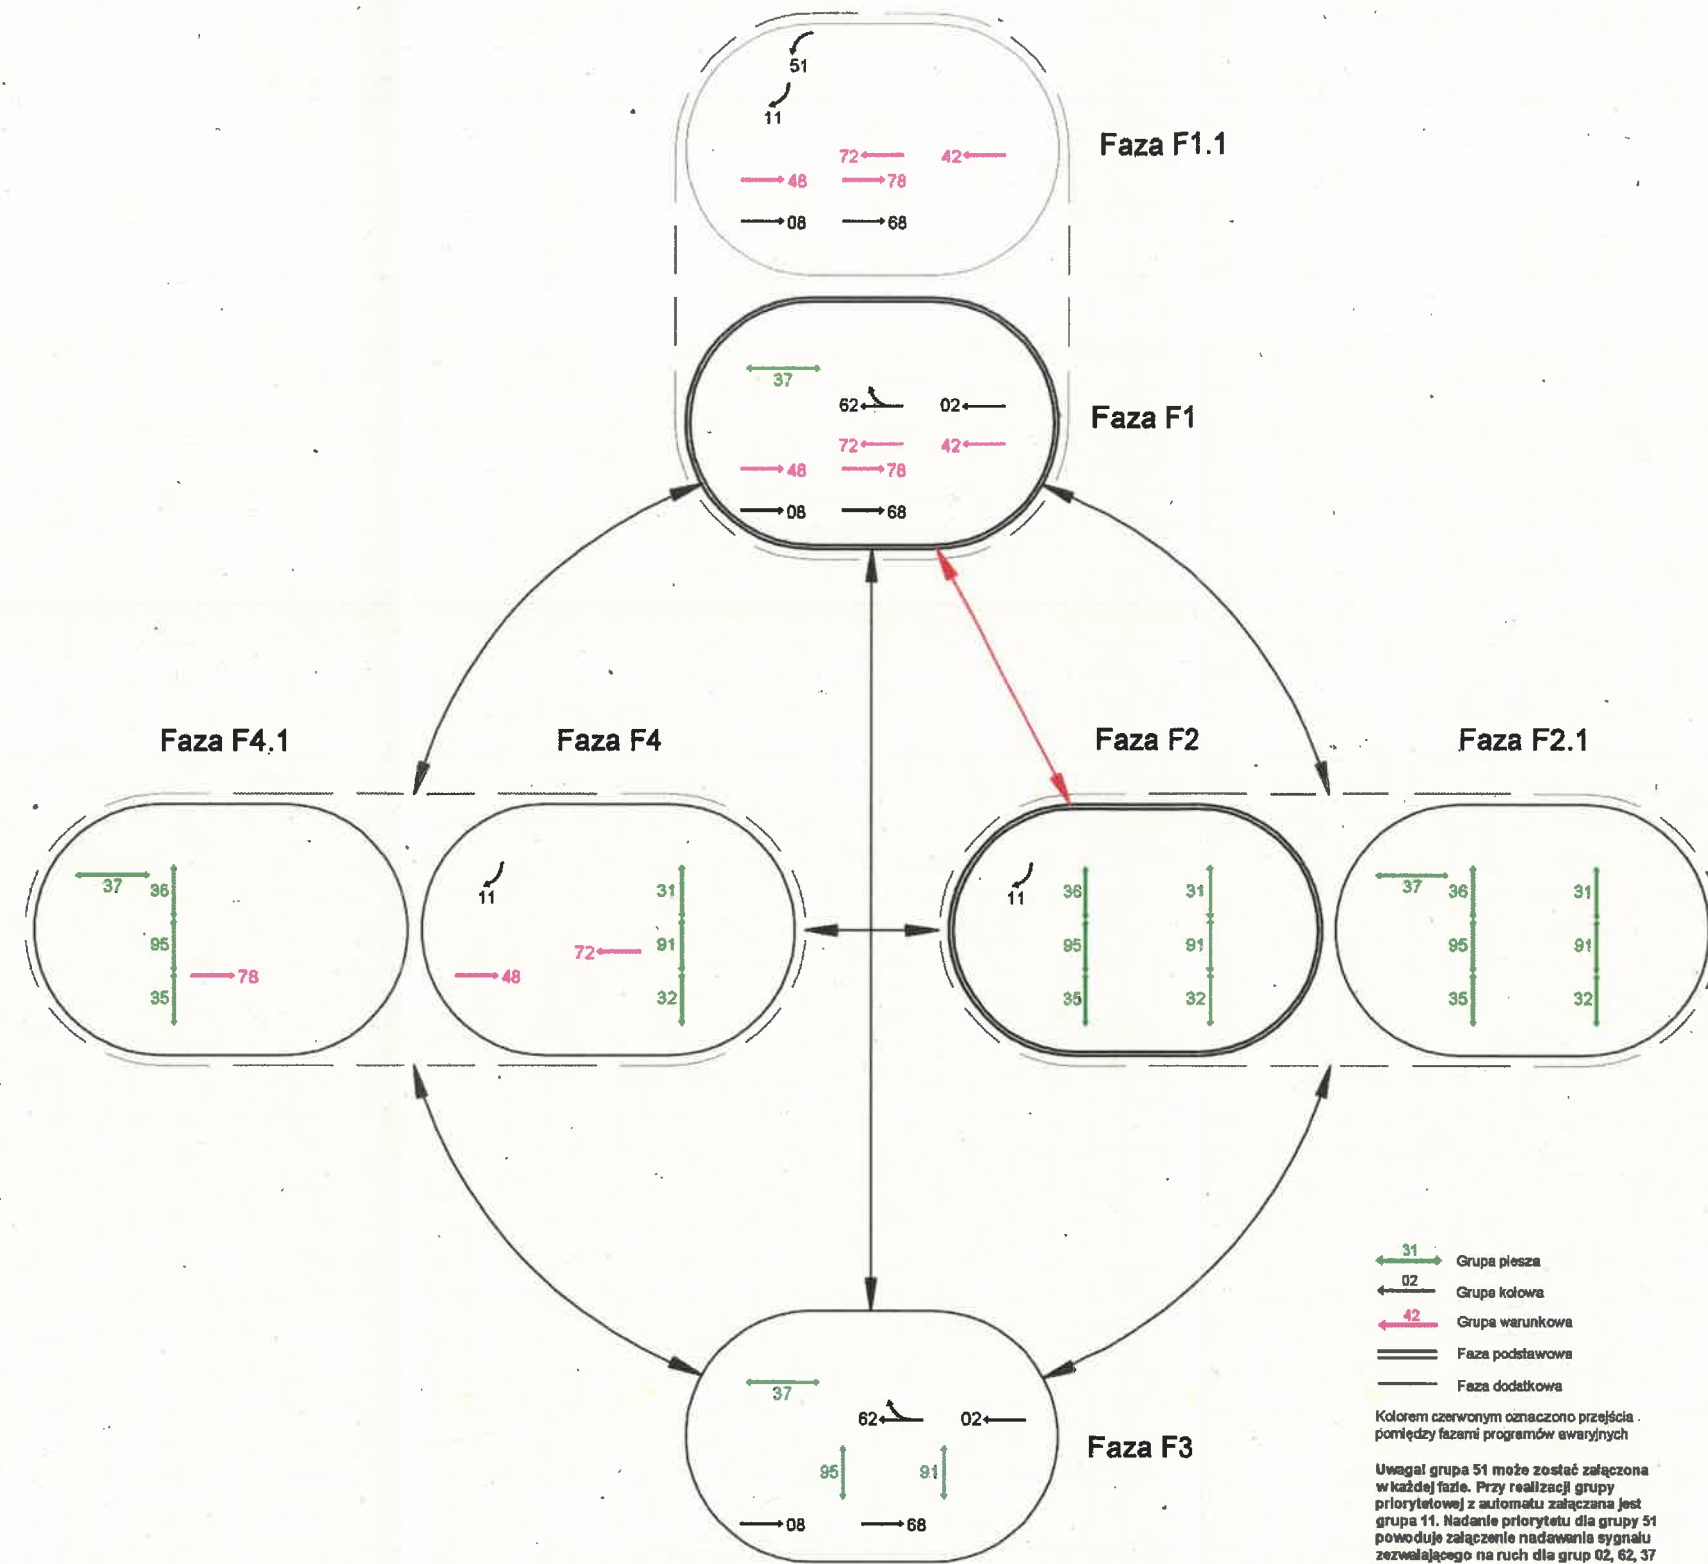 51
11
Faza F1.1
72 42
48 78
08 68
37
62 02
Faza F1
72 42
48 78
08 68
Faza F4.1
Faza F4
Faza F2
Faza F2.1
37 36
95
78
35
11
31
72 91
48
32
11
36 31
95 91
35 32
37 36 31
95 91
35 32
37
62 02
Faza F3
95 91
08 68
31 Grupa piesza
02 Grupa kołowa
42 Grupa warunkowa
Faza podstawowa
Faza dodatkowa
Kolorem czerwonym oznaczono przejścia
pomiędzy fazami programów awaryjnych
Uwaga! grupa 51 może zostać załączona
w każdej fazie. Przy realizacji grupy
priorytetowej z automatu załączana jest
grupa 11. Nadanie priorytetu dla grupy 51
powoduje załączenie nadawania sygnału
zezwalającego na ruch dla grup 02, 62, 37